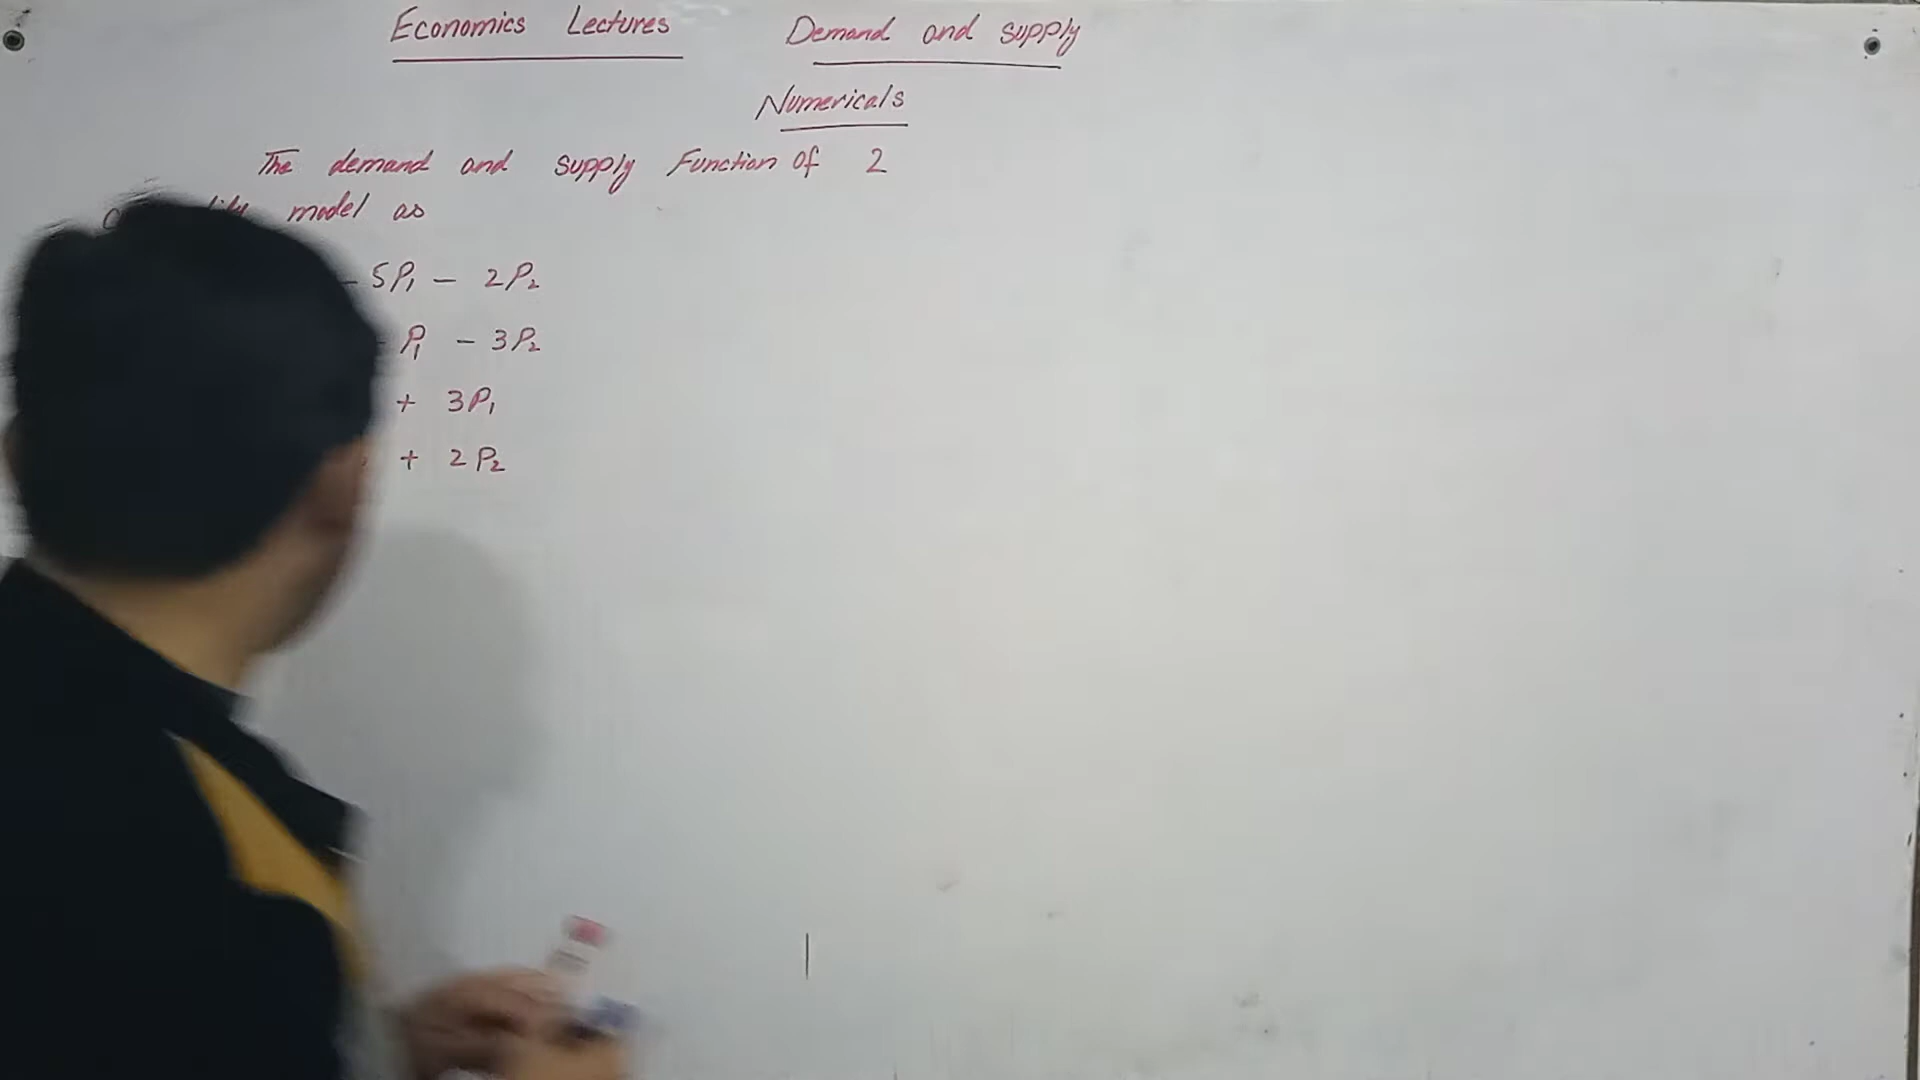 Economics Lectures Demand and supply
Numericals
The demand and supply Function of 2
model as
- 5P₁ - 2P₂
P₁ - 3P₂
+ 3P₁
+ 2P₂